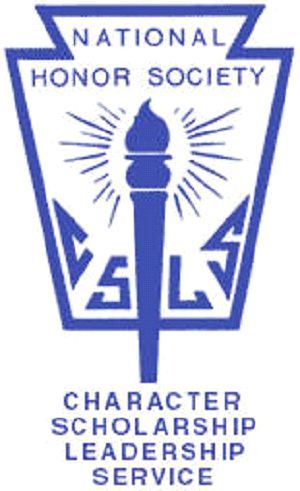 NATIONAL
HONOR SOCIETY
C S L S
CHARACTER
SCHOLARSHIP
LEADERSHIP
SERVICE